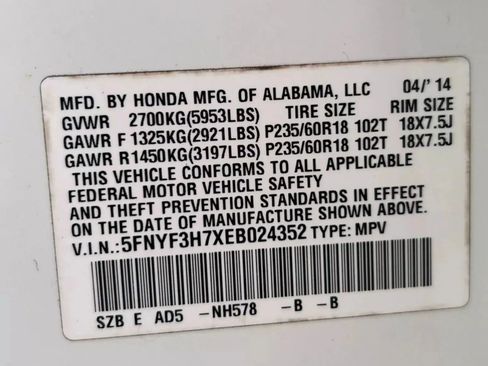 MFD. BY HONDA MFG. OF ALABAMA, LLC 04/'14
GVWR 2700KG(5953LBS) TIRE SIZE RIM SIZE
GAWR F 1325KG(2921LBS) P235/60R18 102T 18X7.5J
GAWR R1450KG(3197LBS) P235/60R18 102T 18X7.5J
THIS VEHICLE CONFORMS TO ALL APPLICABLE
FEDERAL MOTOR VEHICLE SAFETY
AND THEFT PREVENTION STANDARDS IN EFFECT
ON THE DATE OF MANUFACTURE SHOWN ABOVE.
V.I.N.:5FNYF3H7XEB024352 TYPE: MPV
SZB E AD5 -NH578 -B -B